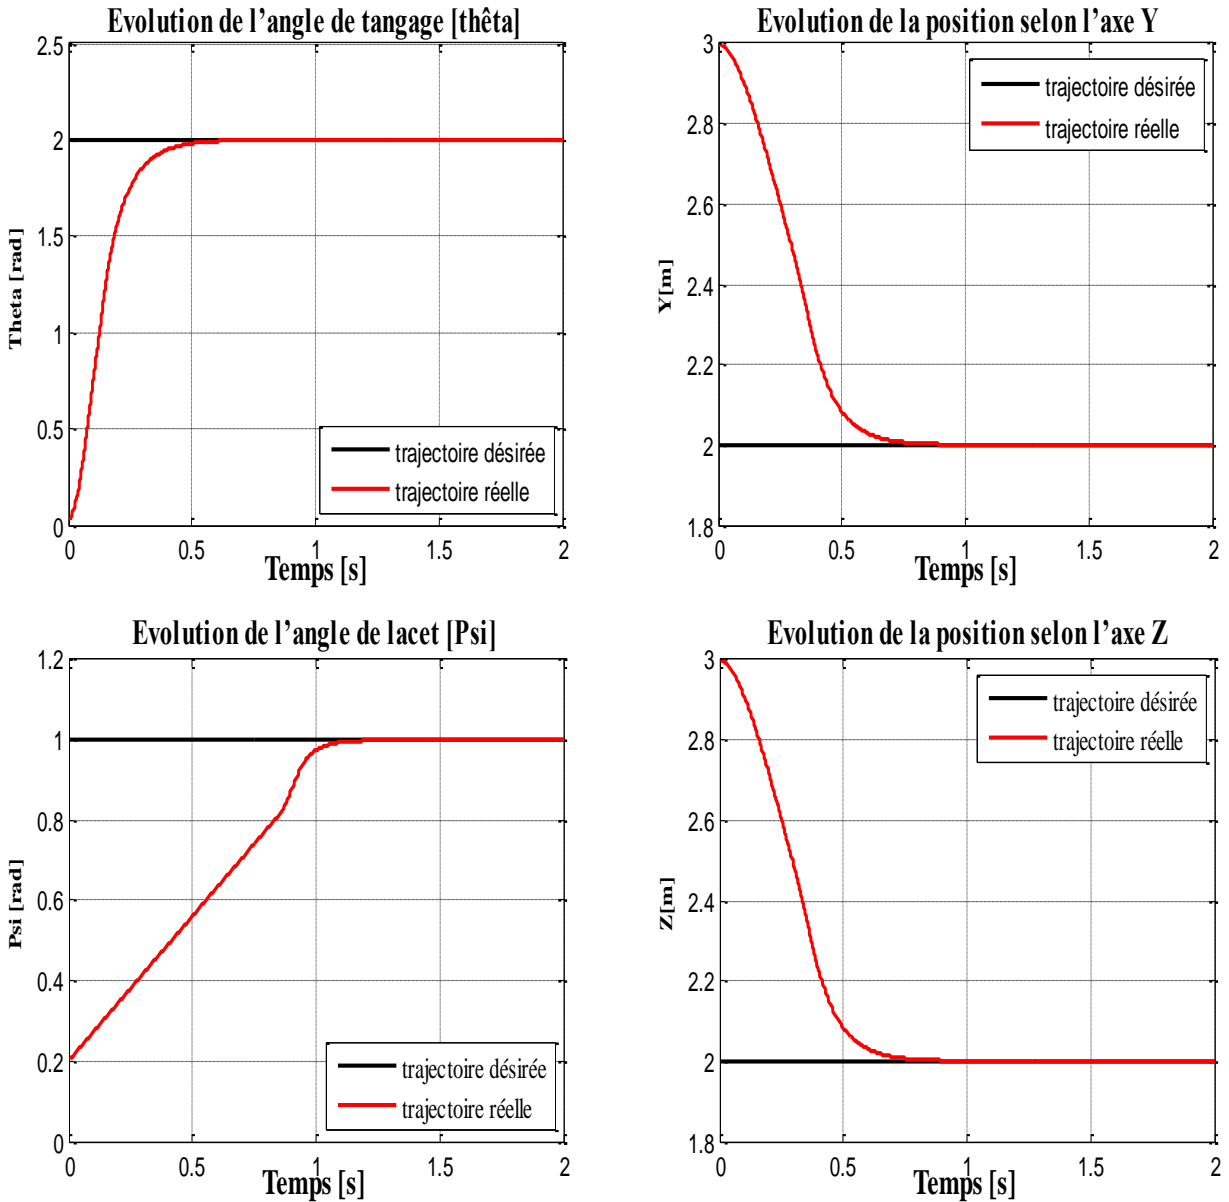 Evolution de l’angle de tangage [thêta]
2.5
2
1.5
1
0.5
0
Theta [rad]
trajectoire désirée
trajectoire réelle
0 0.5 1 1.5 2
Temps [s]
Evolution de la position selon l’axe Y
3
2.8
2.6
2.4
2.2
2
1.8
Y[m]
trajectoire désirée
trajectoire réelle
0 0.5 1 1.5 2
Temps [s]
Evolution de l’angle de lacet [Psi]
1.2
1
0.8
0.6
0.4
0.2
0
Psi [rad]
trajectoire désirée
trajectoire réelle
0 0.5 1 1.5 2
Temps [s]
Evolution de la position selon l’axe Z
3
2.8
2.6
2.4
2.2
2
1.8
Z[m]
trajectoire désirée
trajectoire réelle
0 0.5 1 1.5 2
Temps [s]